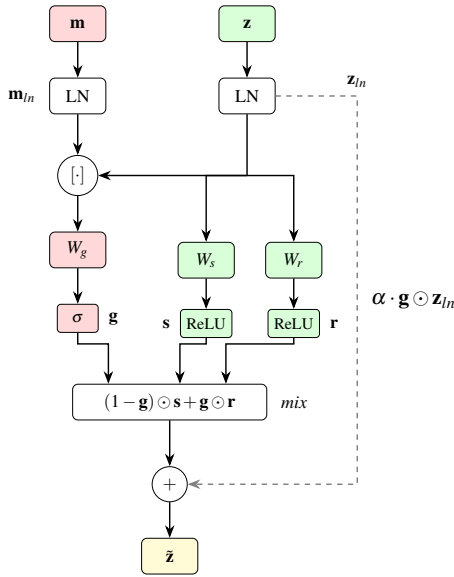 m z
m_ln LN LN z_ln
[·]
W_g W_s W_r
σ g s ReLU ReLU r
α · g ⊙ z_ln
(1 − g) ⊙ s + g ⊙ r mix
+
z̃